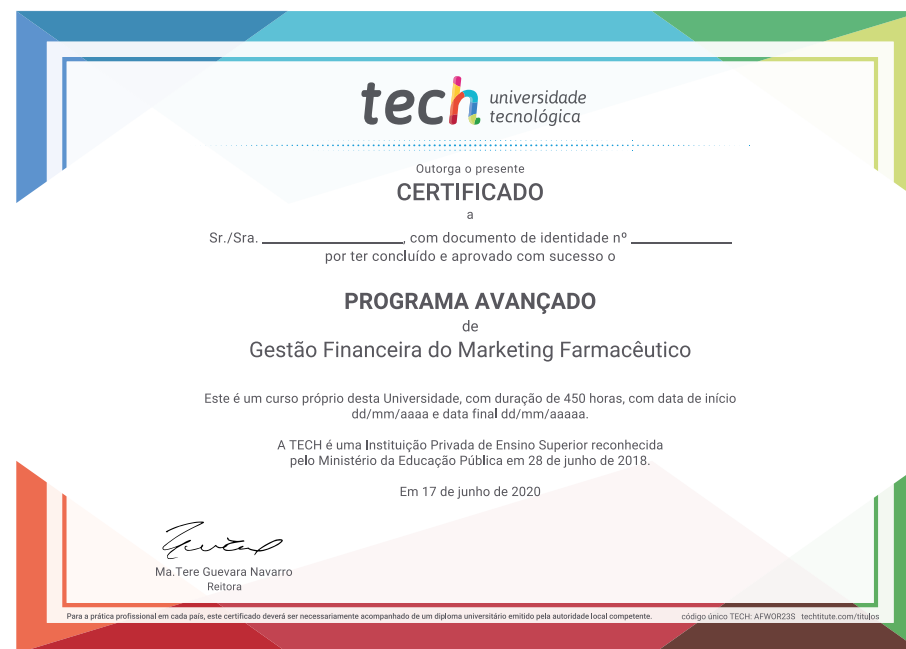 tech universidade
tecnológica
Outorga o presente
CERTIFICADO
a
Sr./Sra. ________________, com documento de identidade nº ____________
por ter concluído e aprovado com sucesso o
PROGRAMA AVANÇADO
de
Gestão Financeira do Marketing Farmacêutico
Este é um curso próprio desta Universidade, com duração de 450 horas, com data de início
dd/mm/aaaa e data final dd/mm/aaaaa.
A TECH é uma Instituição Privada de Ensino Superior reconhecida
pelo Ministério da Educação Pública em 28 de junho de 2018.
Em 17 de junho de 2020
Ma.Tere Guevara Navarro
Reitora
Para a prática profissional em cada país, este certificado deverá ser necessariamente acompanhado de um diploma universitário emitido pela autoridade local competente. código único TECH: AFWOR23S techtitute.com/titulos